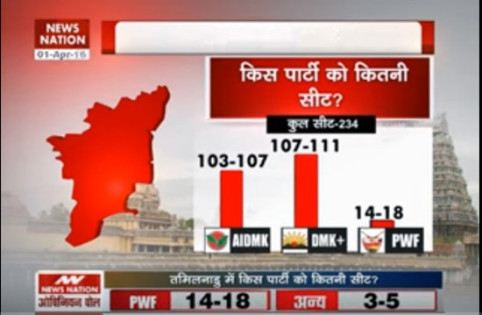 NEWS
NATION
01-Apr-16
किस पार्टी को कितनी
सीट?
कुल सीट-234
103-107
107-111
14-18
AIDMK
DMK+
PWF
तमिलनाडु में किस पार्टी को कितनी सीट?
NEWS NATION
ओपिनियन पोल
PWF 14-18 अन्य 3-5